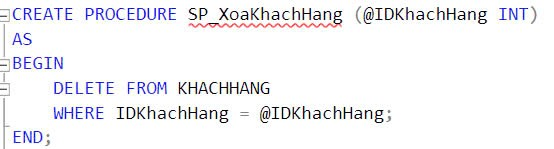 CREATE PROCEDURE SP_XoaKhachHang (@IDKhachHang INT)
AS
BEGIN
    DELETE FROM KHACHHANG
    WHERE IDKhachHang = @IDKhachHang;
END;